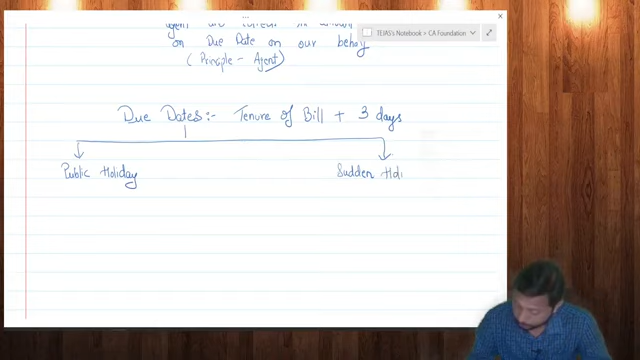 agent
on Due Date on our behalf
(Principle - Agent)
TEJAS's Notebook > CA Foundation
Due Dates:- Tenure of Bill + 3 days
Public Holiday
Sudden Holi